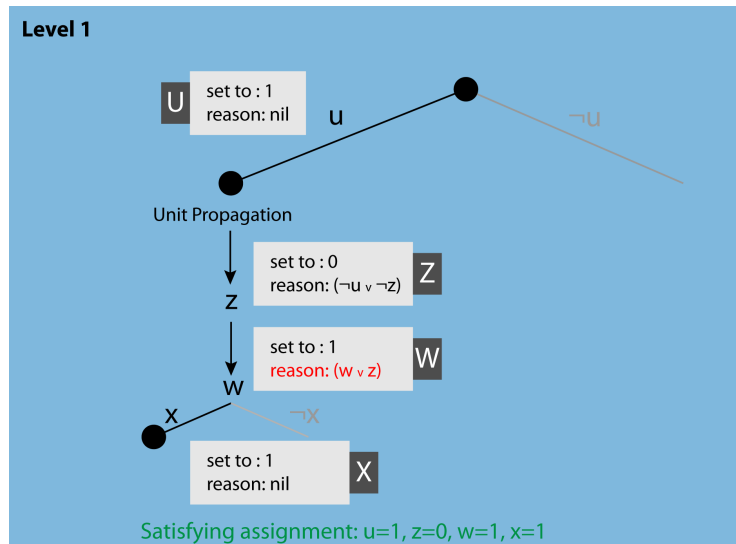 Level 1
U
set to : 1
reason: nil
u
¬u
Unit Propagation
set to : 0
reason: (¬u v ¬z)
Z
z
set to : 1
reason: (w v z)
W
w
x
¬x
set to : 1
reason: nil
X
Satisfying assignment: u=1, z=0, w=1, x=1